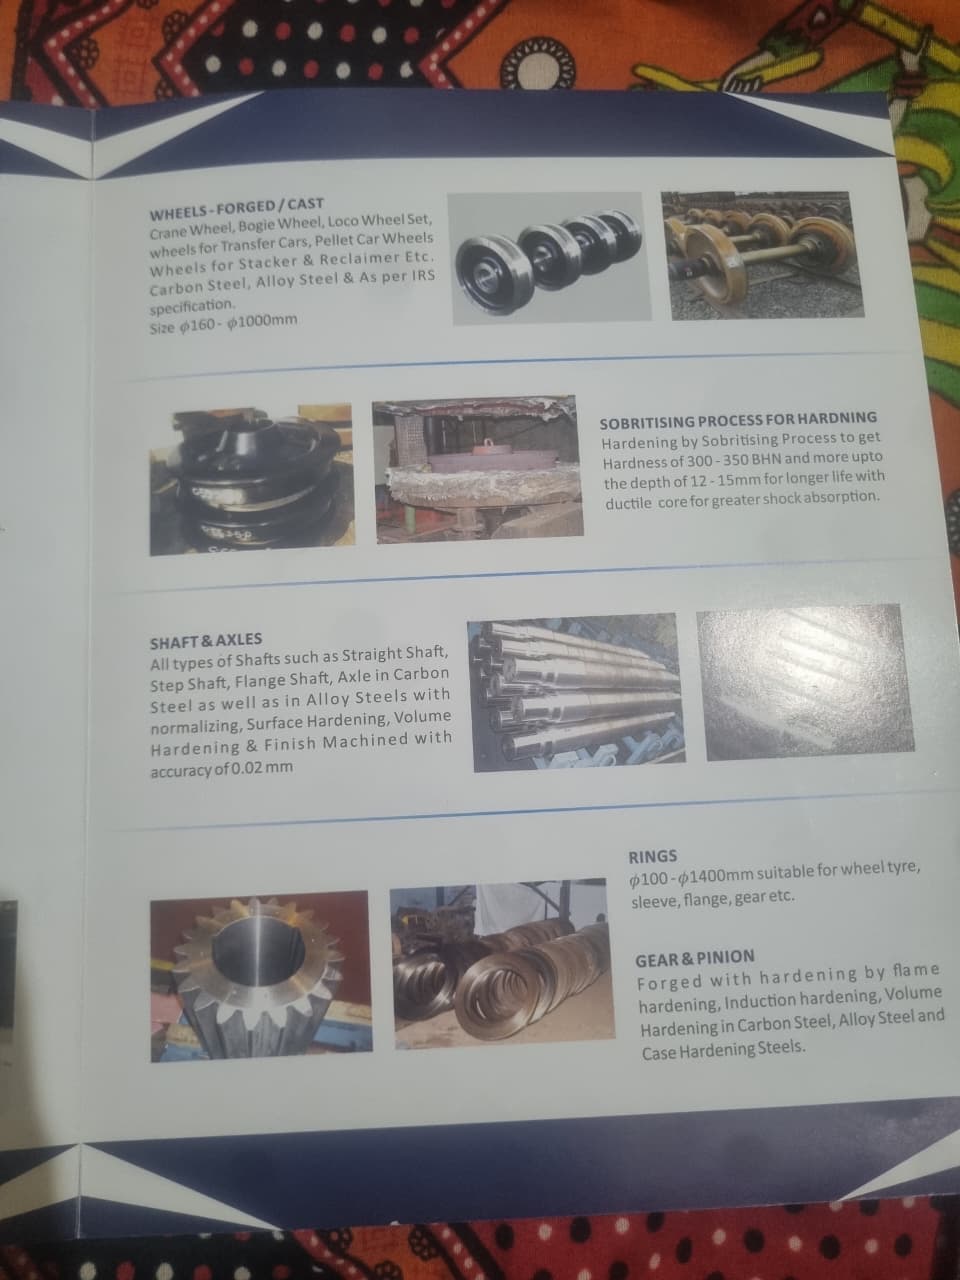 WHEELS - FORGED / CAST
Crane Wheel, Bogie Wheel, Loco Wheel Set,
wheels for Transfer Cars, Pellet Car Wheels
Wheels for Stacker & Reclaimer Etc.
Carbon Steel, Alloy Steel & As per IRS
specification.
Size ϕ160 - ϕ1000mm
SOBRITISING PROCESS FOR HARDNING
Hardening by Sobritising Process to get
Hardness of 300 - 350 BHN and more upto
the depth of 12 - 15mm for longer life with
ductile core for greater shock absorption.
SHAFT & AXLES
All types of Shafts such as Straight Shaft,
Step Shaft, Flange Shaft, Axle in Carbon
Steel as well as in Alloy Steels with
normalizing, Surface Hardening, Volume
Hardening & Finish Machined with
accuracy of 0.02 mm
RINGS
ϕ100 - ϕ1400mm suitable for wheel tyre,
sleeve, flange, gear etc.
GEAR & PINION
Forged with hardening by flame
hardening, Induction hardening, Volume
Hardening in Carbon Steel, Alloy Steel and
Case Hardening Steels.